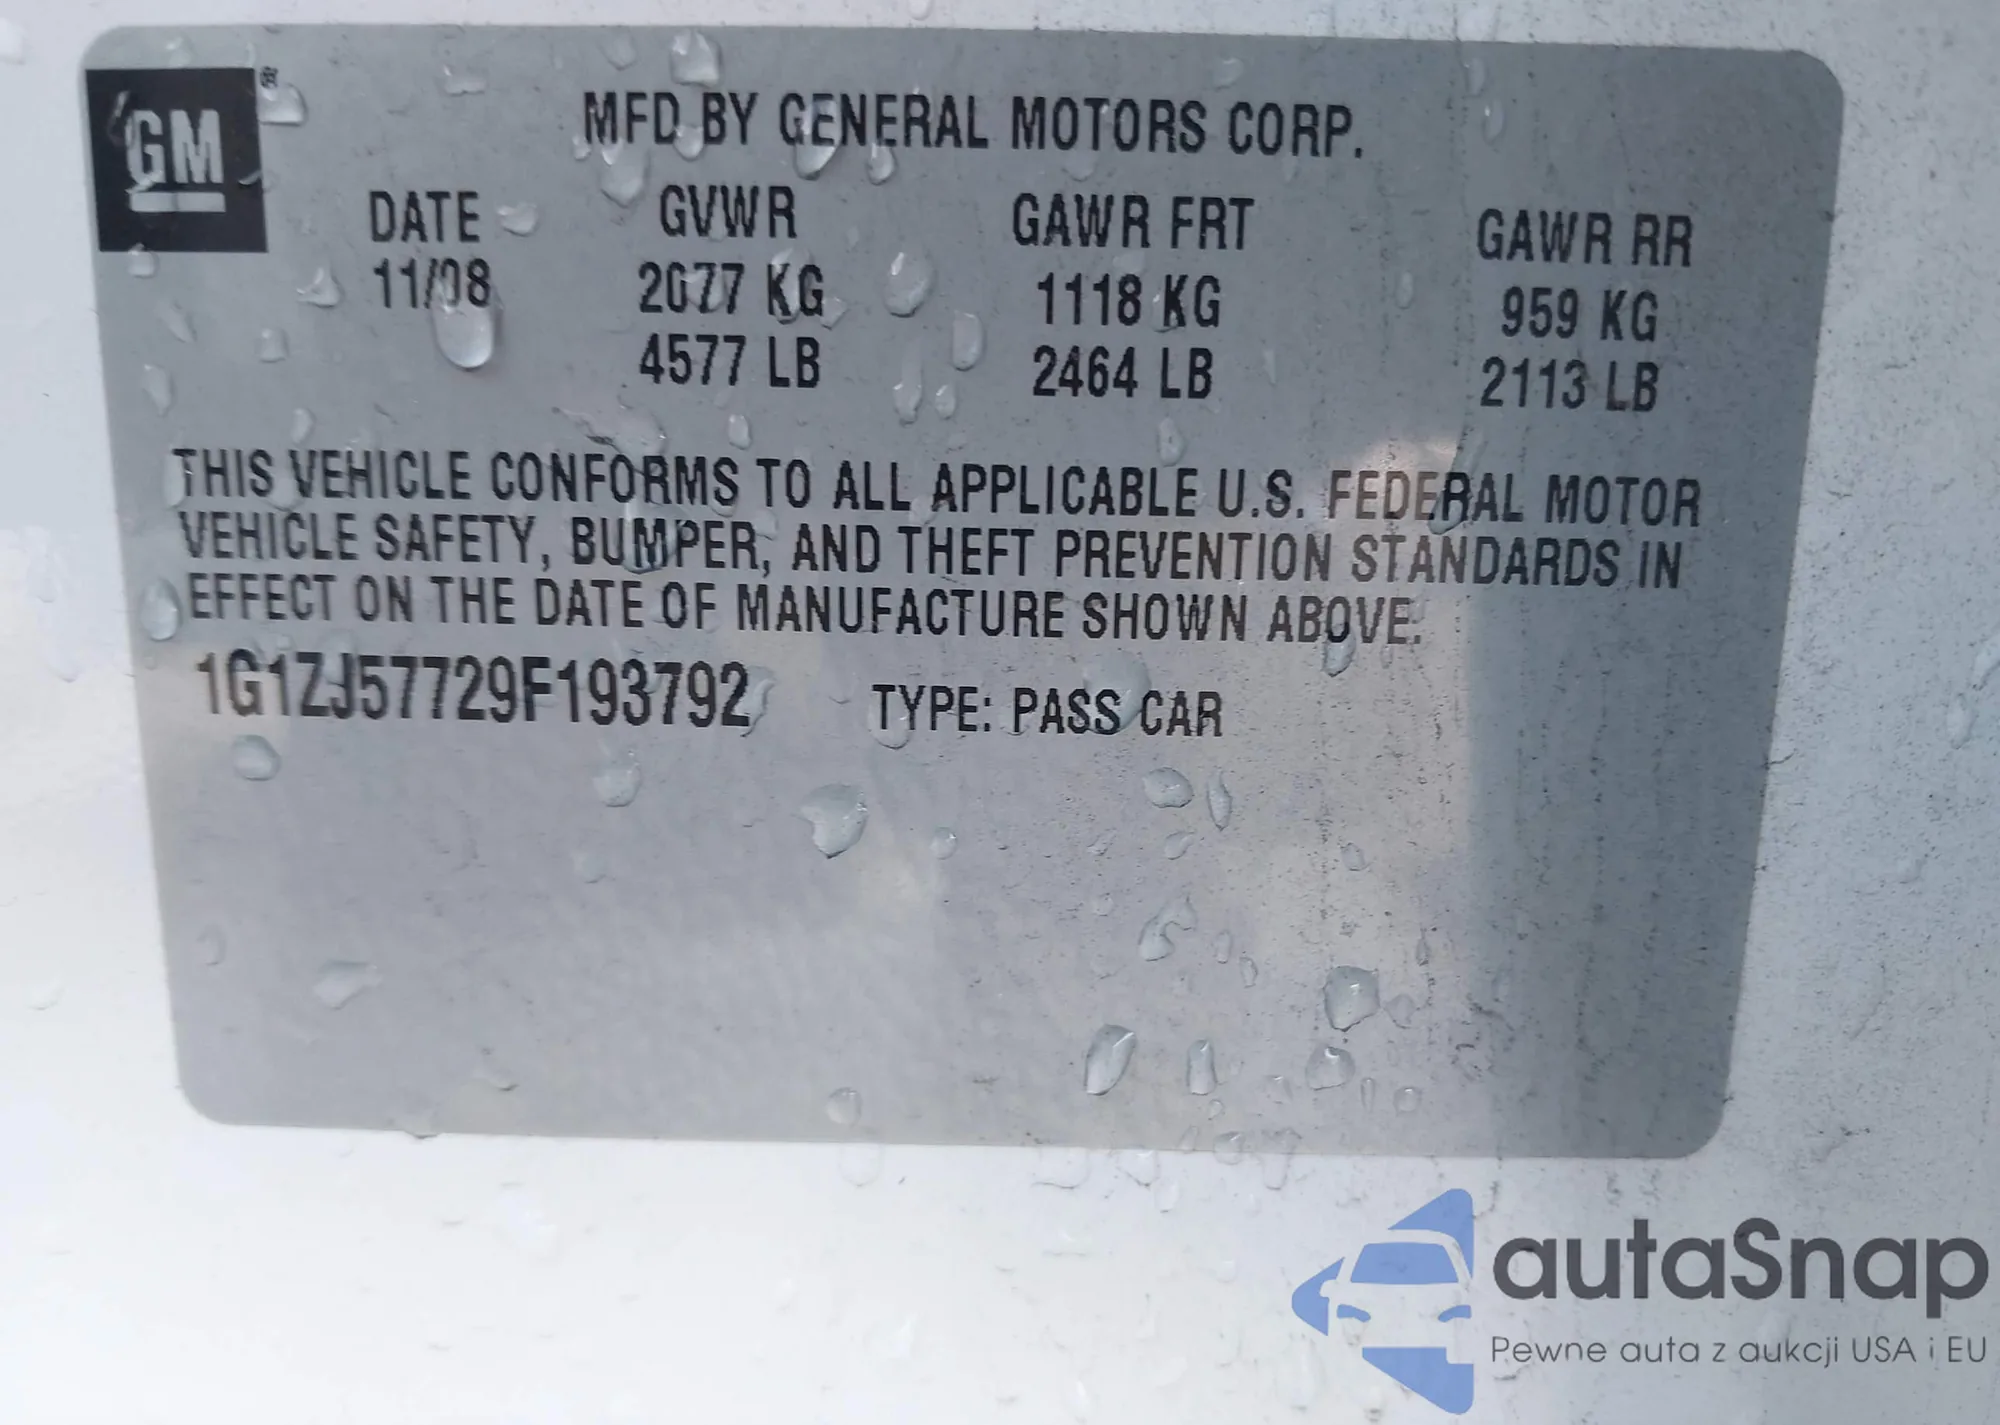 GM ®
MFD BY GENERAL MOTORS CORP.
DATE GVWR GAWR FRT GAWR RR
11/08 2077 KG 1118 KG 959 KG
4577 LB 2464 LB 2113 LB
THIS VEHICLE CONFORMS TO ALL APPLICABLE U.S. FEDERAL MOTOR
VEHICLE SAFETY, BUMPER, AND THEFT PREVENTION STANDARDS IN
EFFECT ON THE DATE OF MANUFACTURE SHOWN ABOVE.
1G1ZJ57729F193792 TYPE: PASS CAR
autaSnap
Pewne auta z aukcji USA i EU